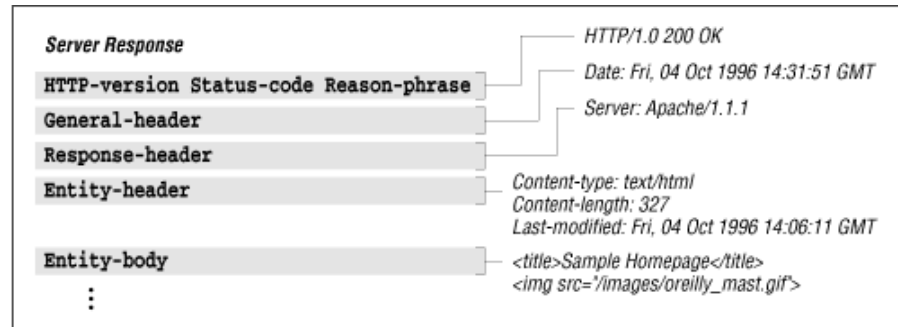 Server Response
HTTP/1.0 200 OK
HTTP-version Status-code Reason-phrase
Date: Fri, 04 Oct 1996 14:31:51 GMT
General-header
Server: Apache/1.1.1
Response-header
Entity-header
Content-type: text/html
Content-length: 327
Last-modified: Fri, 04 Oct 1996 14:06:11 GMT
Entity-body
<title>Sample Homepage</title>
<img src="/images/oreilly_mast.gif">